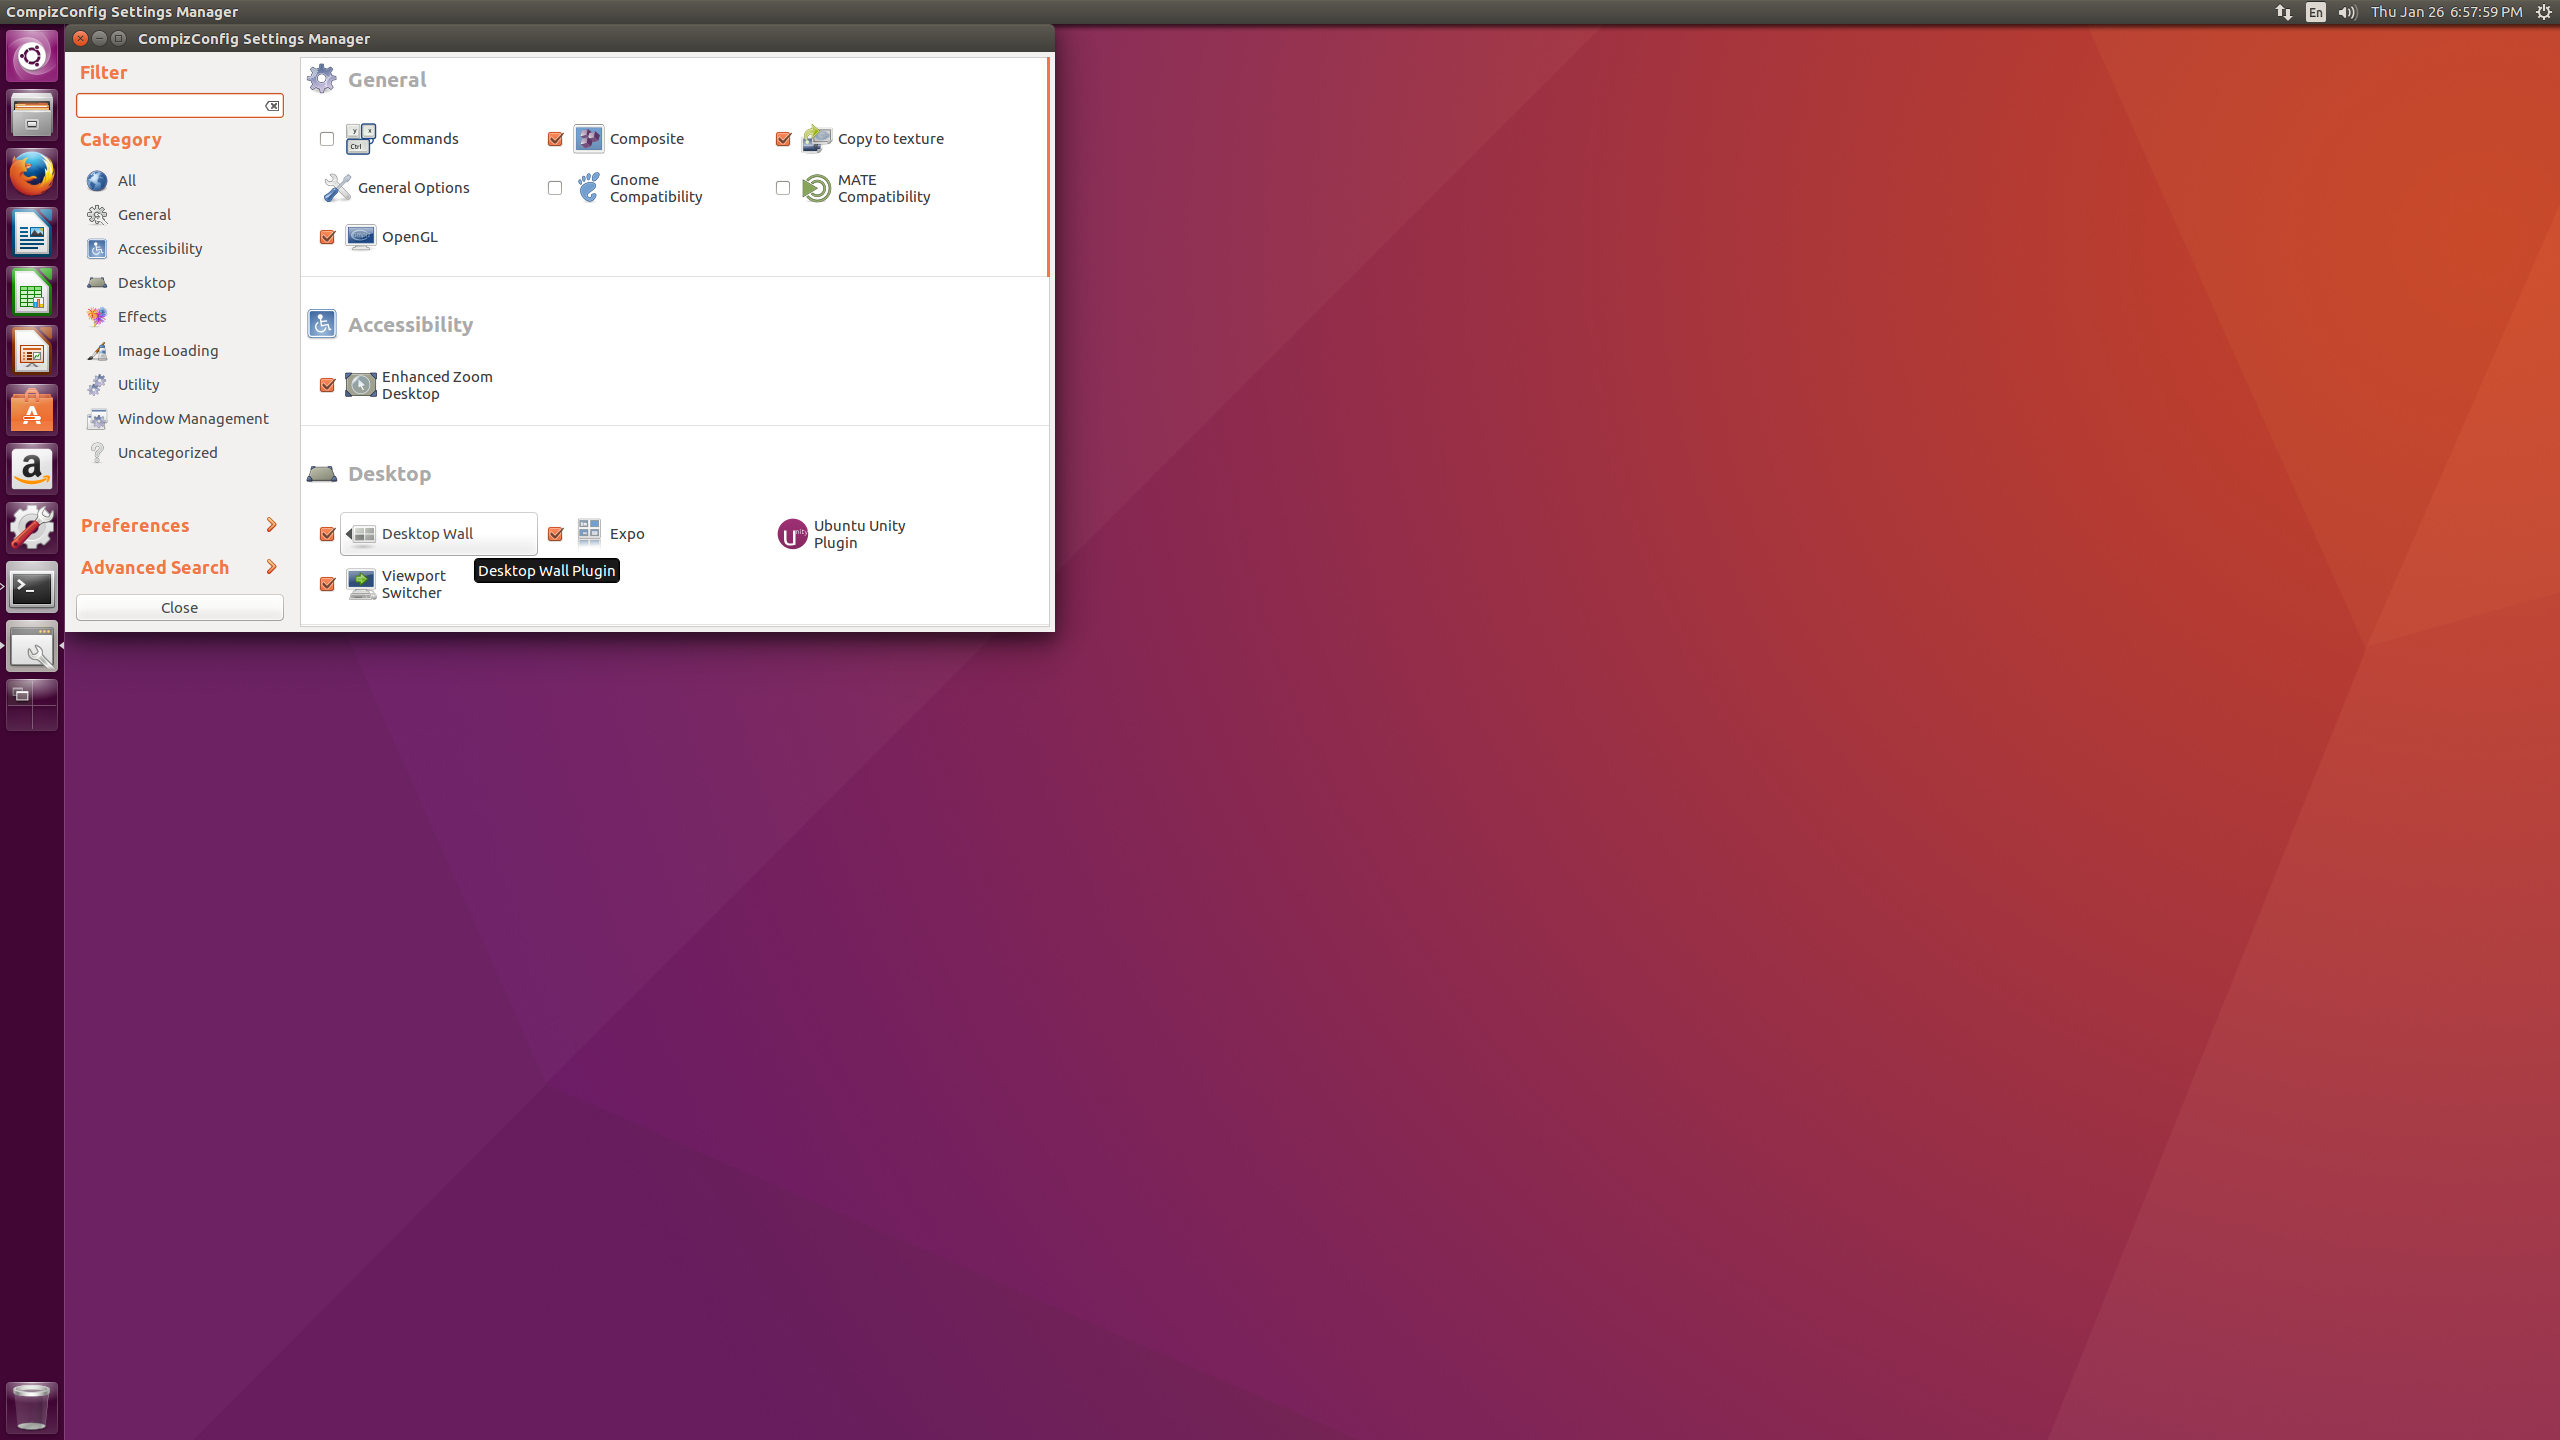 CompizConfig Settings Manager
En
Thu Jan 26 6:57:59 PM
CompizConfig Settings Manager
Filter
Category
All
General
Accessibility
Desktop
Effects
Image Loading
Utility
Window Management
Uncategorized
Preferences
Advanced Search
Close
General
Commands
Composite
Copy to texture
General Options
Gnome
Compatibility
MATE
Compatibility
OpenGL
Accessibility
Enhanced Zoom
Desktop
Desktop
Desktop Wall
Expo
Ubuntu Unity
Plugin
Viewport
Switcher
Desktop Wall Plugin